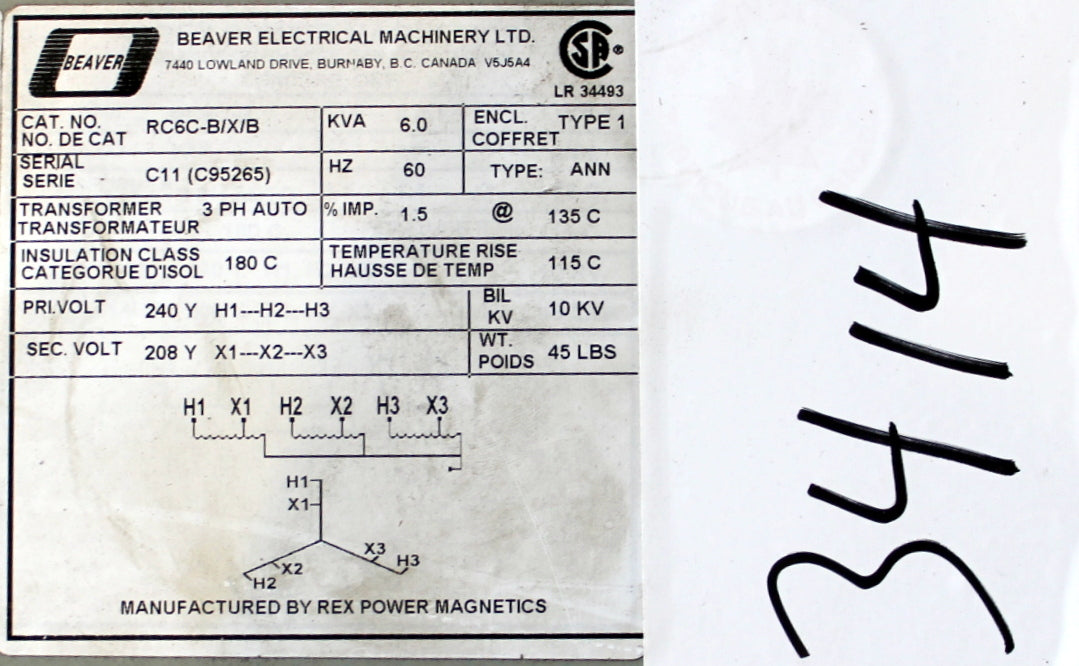 BEAVER
BEAVER ELECTRICAL MACHINERY LTD.
7440 LOWLAND DRIVE, BURNABY, B.C. CANADA V5J5A4
SA ®
LR 34493
CAT. NO. NO. DE CAT RC6C-B/X/B
KVA 6.0
ENCL. COFFRET TYPE 1
SERIAL SERIE C11 (C95265)
HZ 60
TYPE: ANN
TRANSFORMER TRANSFORMATEUR 3 PH AUTO
% IMP. 1.5 @ 135 C
INSULATION CLASS CATEGORUE D'ISOL 180 C
TEMPERATURE RISE HAUSSE DE TEMP 115 C
PRI.VOLT 240 Y H1---H2---H3
BIL KV 10 KV
SEC. VOLT 208 Y X1---X2---X3
WT. POIDS 45 LBS
H1 X1 H2 X2 H3 X3
H1
X1
X3
H3
X2
H2
MANUFACTURED BY REX POWER MAGNETICS
3414